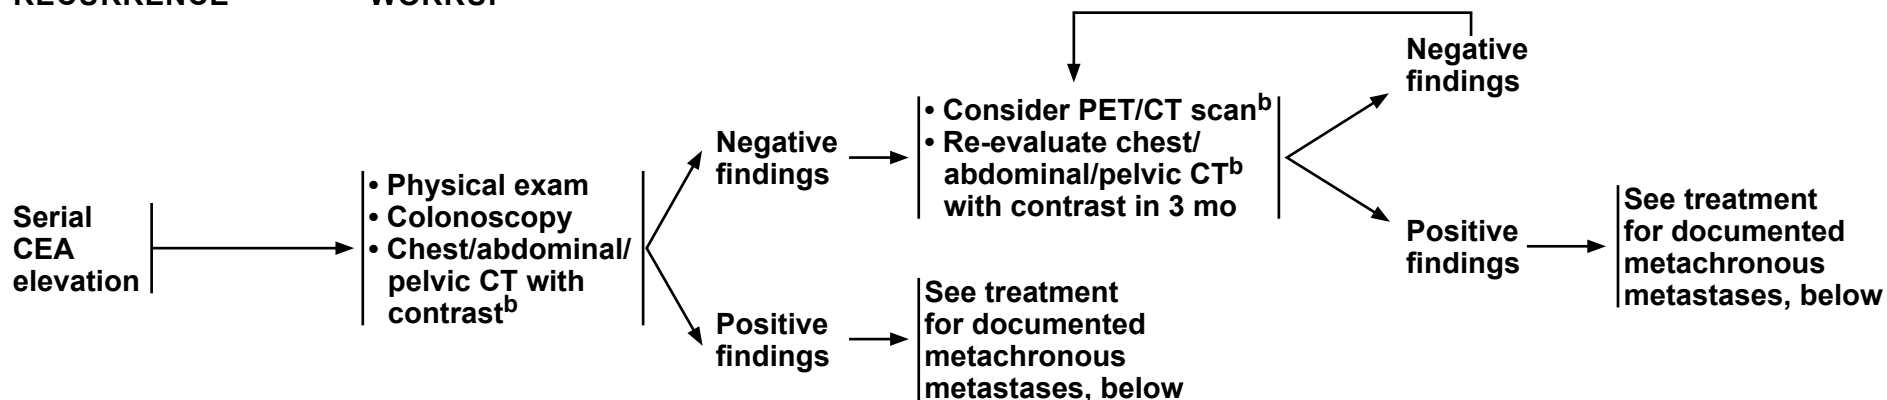 RECURRENCE
WORKUP
Serial
CEA
elevation
• Physical exam
• Colonoscopy
• Chest/abdominal/
pelvic CT with
contrastb
Negative
findings
Positive
findings
• Consider PET/CT scanb
• Re-evaluate chest/
abdominal/pelvic CTb
with contrast in 3 mo
See treatment
for documented
metachronous
metastases, below
Negative
findings
Positive
findings
See treatment
for documented
metachronous
metastases, below